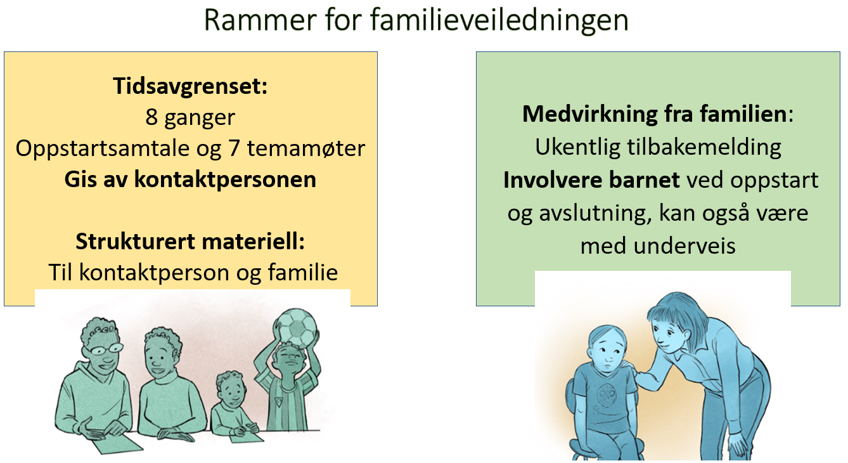 Rammer for familieveiledningen
Tidsavgrenset:
8 ganger
Oppstartsamtale og 7 temamøter
Gis av kontaktpersonen
Strukturert materiell:
Til kontaktperson og familie
Medvirkning fra familien:
Ukentlig tilbakemelding
Involvere barnet ved oppstart
og avslutning, kan også være
med underveis